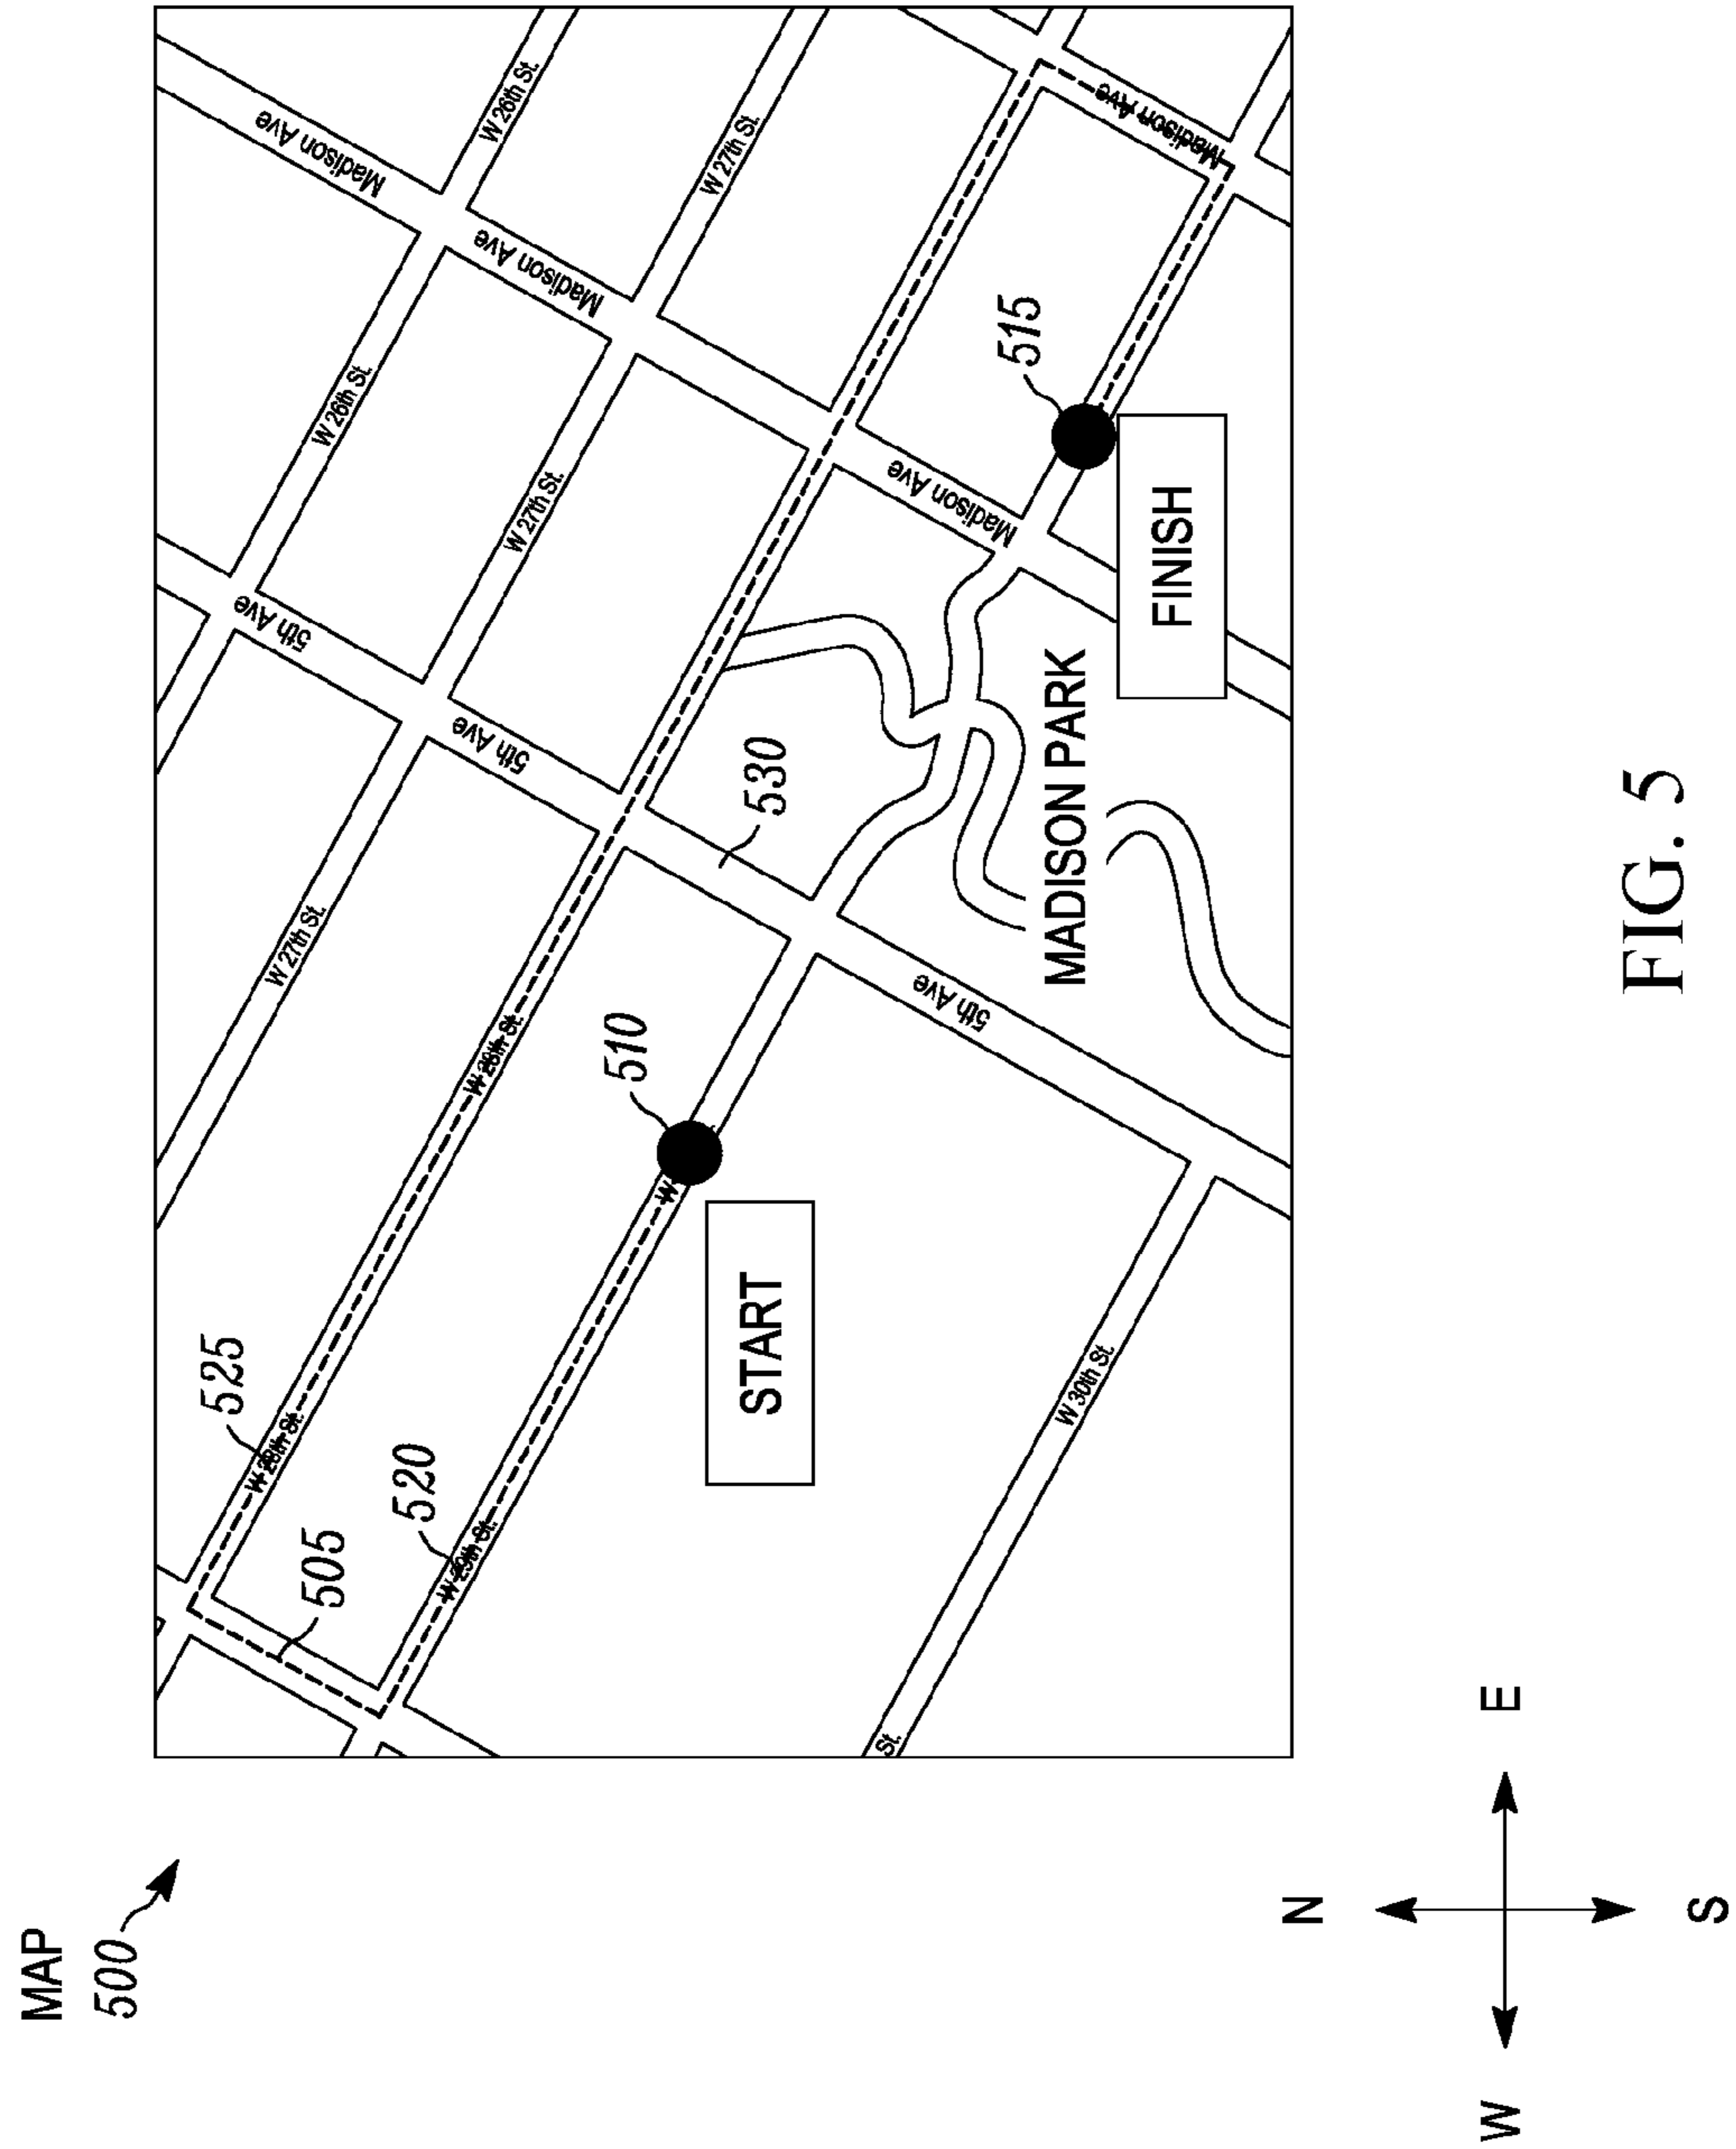 MAP
500
525
W 28th St.
5th Ave
W 27th St.
Madison Ave
505
W 26th St.
520
W 29th St.
W 28th St.
5th Ave
W 27th St.
Madison Ave
W 26th St.
510
W
W 27th St.
START
530
St.
5th Ave
Madison Ave
515
MADISON PARK
W 30th St
Madison Ave
FINISH
N
W
E
S
FIG. 5